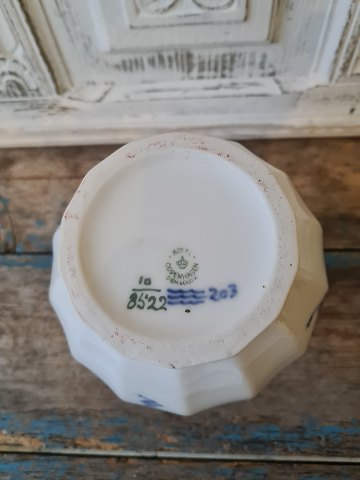 ROYAL
COPENHAGEN
DENMARK
10
8522 203